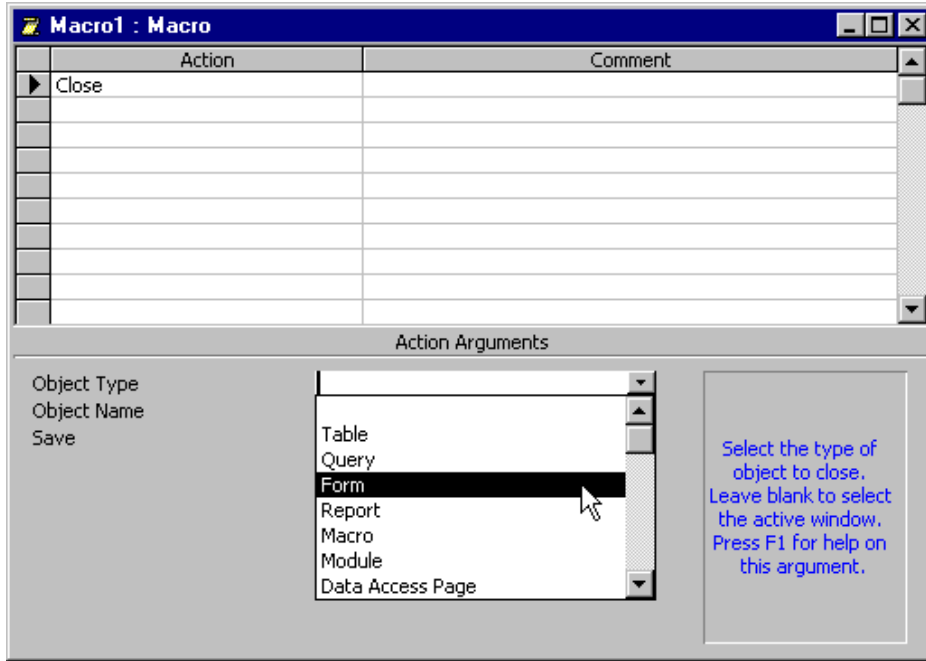 Macro1 : Macro
Action Comment
Close
Action Arguments
Object Type
Object Name
Save
Table
Query
Form
Report
Macro
Module
Data Access Page
Select the type of
object to close.
Leave blank to select
the active window.
Press F1 for help on
this argument.